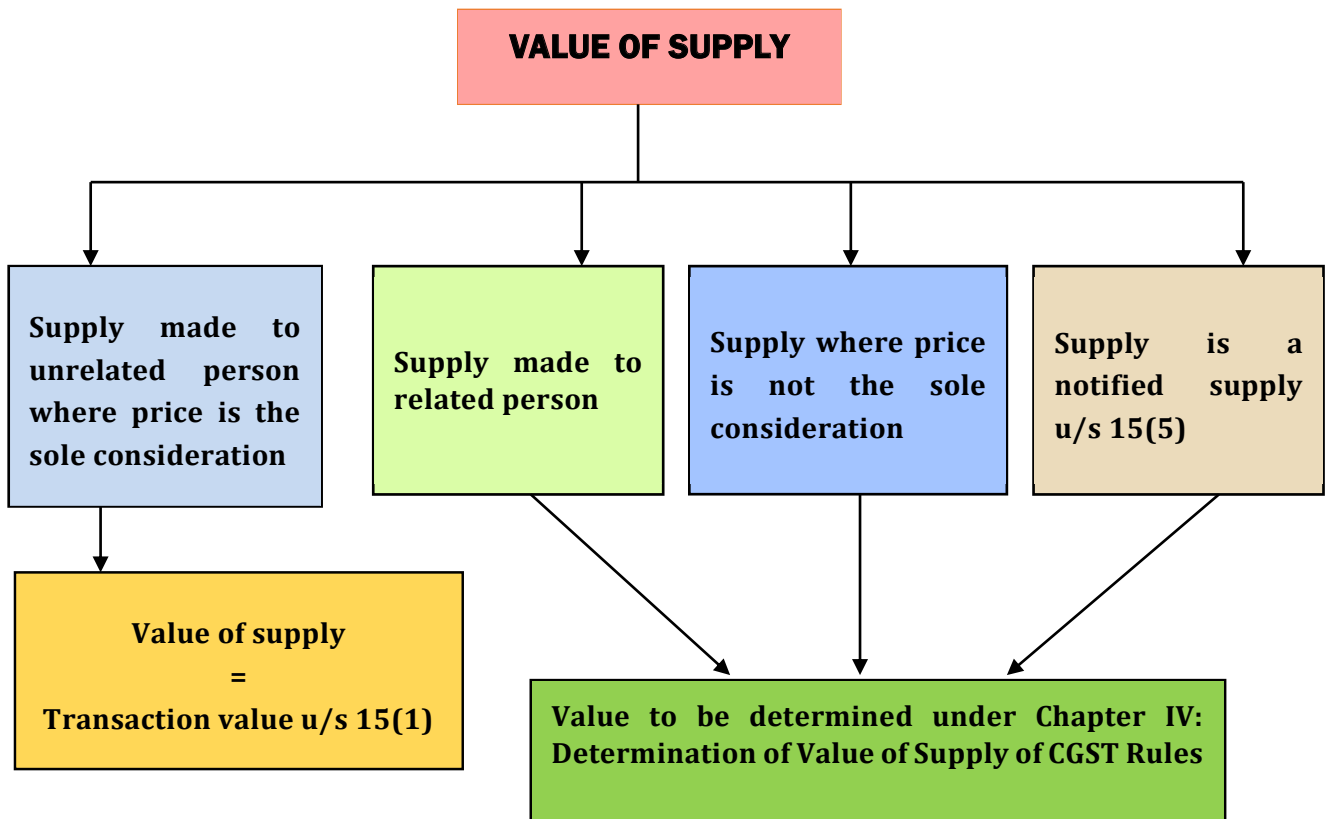 VALUE OF SUPPLY
Supply made to
unrelated person
where price is the
sole consideration
Supply made to
related person
Supply where price
is not the sole
consideration
Supply is a
notified supply
u/s 15(5)
Value of supply
=
Transaction value u/s 15(1)
Value to be determined under Chapter IV:
Determination of Value of Supply of CGST Rules